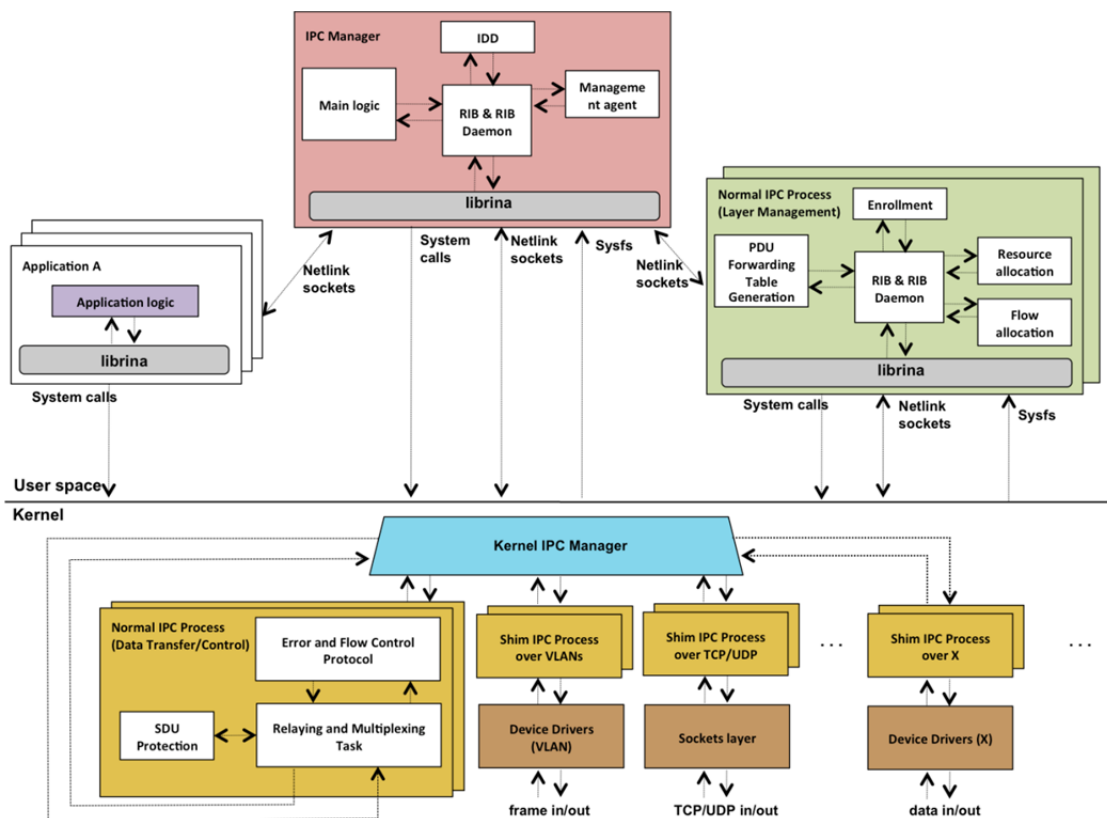 IPC Manager
IDD
Main logic
RIB & RIB
Daemon
Manageme
nt agent
librina
Normal IPC Process
(Layer Management)
Enrollment
PDU
Forwarding
Table
Generation
RIB & RIB
Daemon
Resource
allocation
Flow
allocation
librina
Application A
Application logic
librina
Netlink
sockets
System
calls
Netlink
sockets
Sysfs
Netlink
sockets
System calls
System calls
Netlink
sockets
Sysfs
User space
Kernel
Kernel IPC Manager
Normal IPC Process
(Data Transfer/Control)
Error and Flow Control
Protocol
SDU
Protection
Relaying and Multiplexing
Task
Shim IPC Process
over VLANs
Shim IPC Process
over TCP/UDP
...
Shim IPC Process
over X
...
Device Drivers
(VLAN)
Sockets layer
Device Drivers (X)
frame in/out
TCP/UDP in/out
data in/out